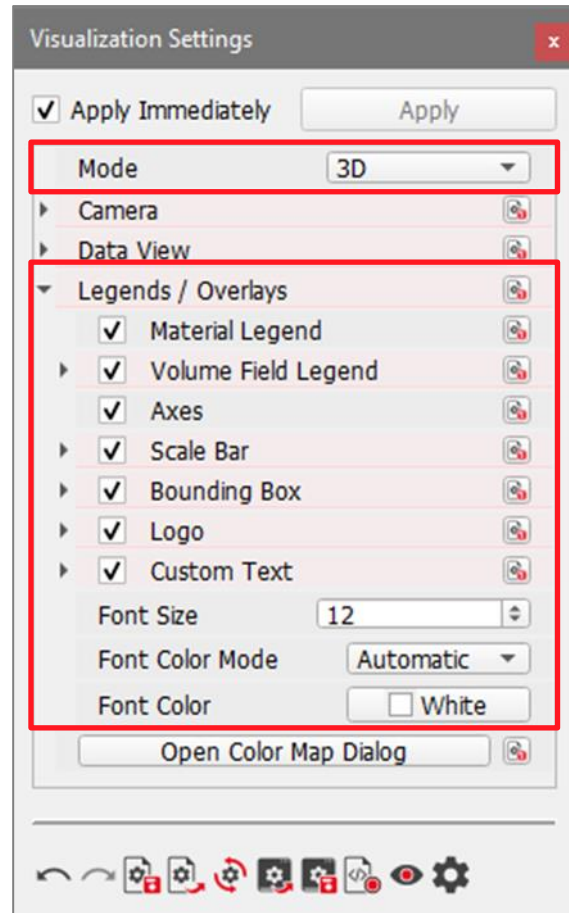 Visualization Settings
x
Apply Immediately Apply
Mode 3D
Camera
Data View
Legends / Overlays
Material Legend
Volume Field Legend
Axes
Scale Bar
Bounding Box
Logo
Custom Text
Font Size 12
Font Color Mode Automatic
Font Color White
Open Color Map Dialog